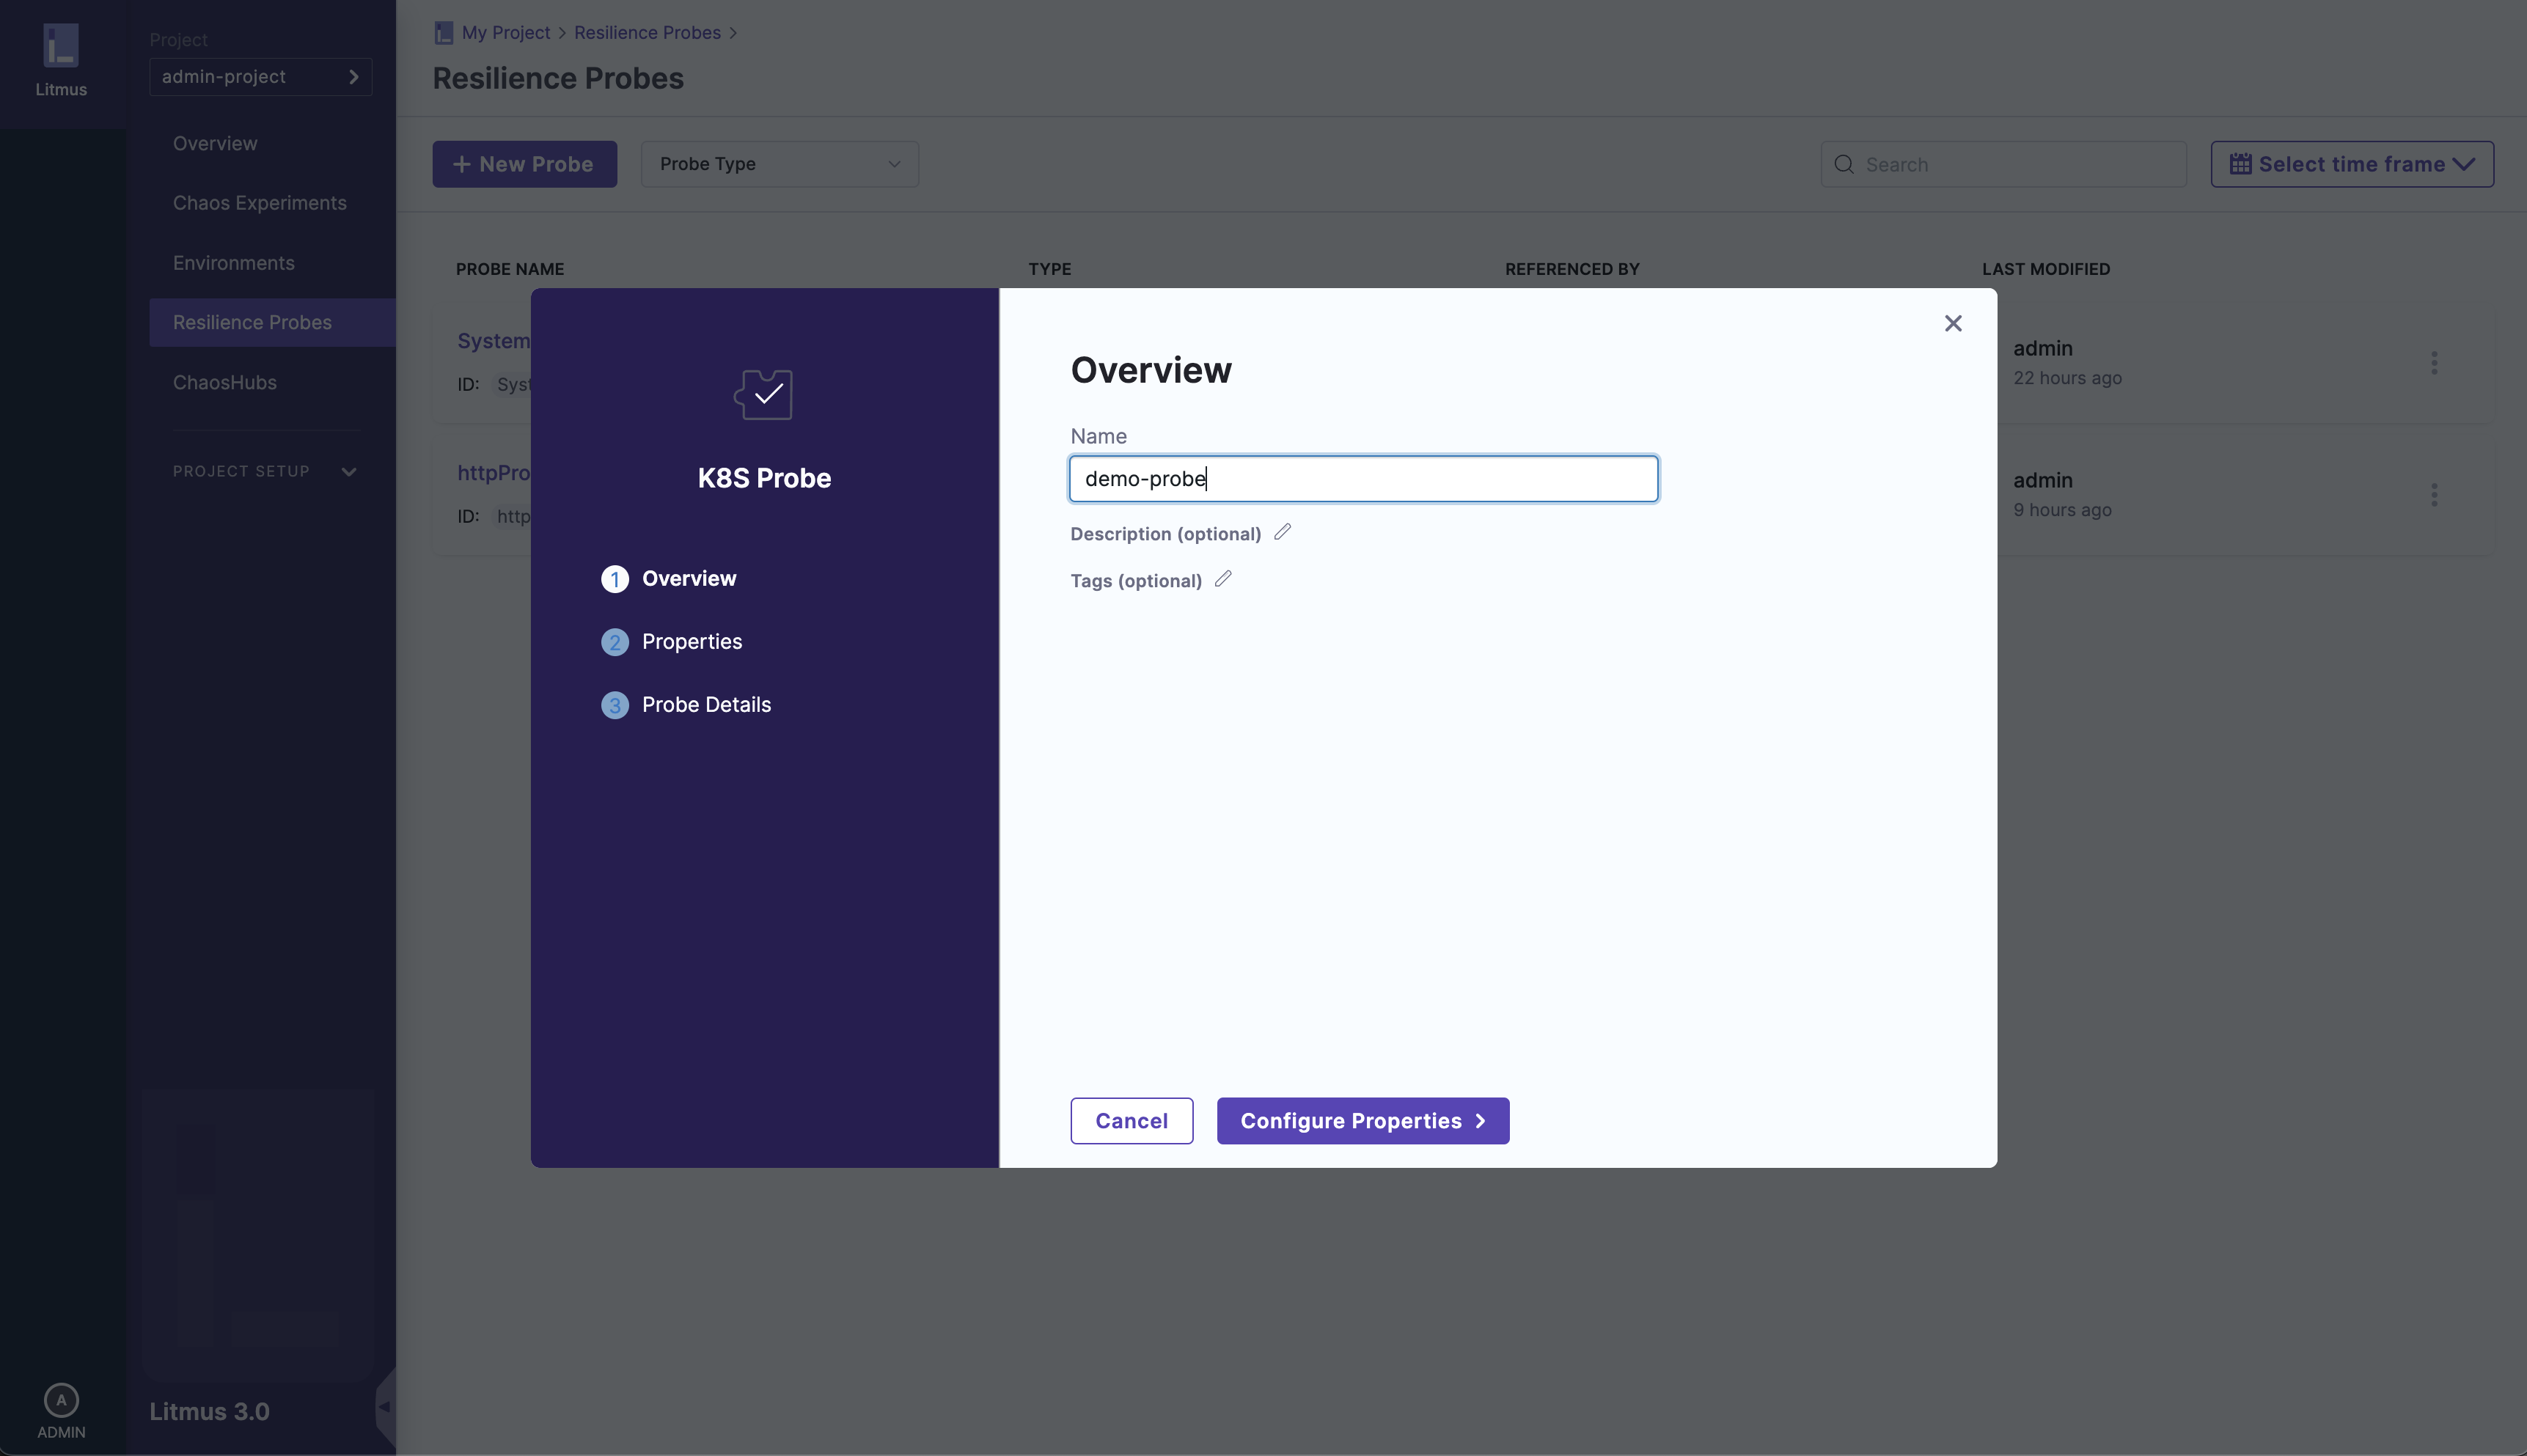 Litmus
Project
admin-project
Overview
Chaos Experiments
Environments
Resilience Probes
ChaosHubs
PROJECT SETUP
Litmus 3.0
A
ADMIN
My Project > Resilience Probes >
Resilience Probes
+ New Probe
Probe Type
Search
Select time frame
PROBE NAME TYPE REFERENCED BY LAST MODIFIED
System
ID: Syst
admin
22 hours ago
httpPro
ID: http
admin
9 hours ago
K8S Probe
1 Overview
2 Properties
3 Probe Details
Overview
Name
demo-probe
Description (optional)
Tags (optional)
Cancel
Configure Properties >